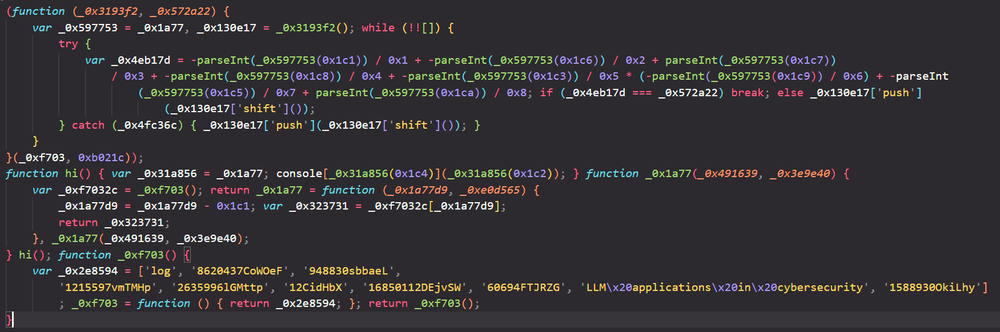 (function (_0x3193f2, _0x572a22) {
var _0x597753 = _0x1a77, _0x130e17 = _0x3193f2(); while (!![]) {
try {
var _0x4eb17d = -parseInt(_0x597753(0x1c1)) / 0x1 + -parseInt(_0x597753(0x1c6)) / 0x2 + parseInt(_0x597753(0x1c7))
/ 0x3 + -parseInt(_0x597753(0x1c8)) / 0x4 + -parseInt(_0x597753(0x1c3)) / 0x5 * (-parseInt(_0x597753(0x1c9)) / 0x6) + -parseInt
(_0x597753(0x1c5)) / 0x7 + parseInt(_0x597753(0x1ca)) / 0x8; if (_0x4eb17d === _0x572a22) break; else _0x130e17['push']
(_0x130e17['shift']());
} catch (_0x4fc36c) { _0x130e17['push'](_0x130e17['shift']()); }
}
}(_0xf703, 0xb021c));
function hi() { var _0x31a856 = _0x1a77; console[_0x31a856(0x1c4)](_0x31a856(0x1c2)); } function _0x1a77(_0x491639, _0x3e9e40) {
var _0xf7032c = _0xf703(); return _0x1a77 = function (_0x1a77d9, _0xe0d565) {
_0x1a77d9 = _0x1a77d9 - 0x1c1; var _0x323731 = _0xf7032c[_0x1a77d9];
return _0x323731;
}, _0x1a77(_0x491639, _0x3e9e40);
} hi(); function _0xf703() {
var _0x2e8594 = ['log', '8620437CoWOeF', '948830sbbaeL',
'1215597vmTMHp', '2635996lGMttp', '12CidHbX', '16850112DEjvSW', '60694FTJRZG', 'LLM\x20applications\x20in\x20cybersecurity', '1588930OkiLhy']
; _0xf703 = function () { return _0x2e8594; }; return _0xf703();
}